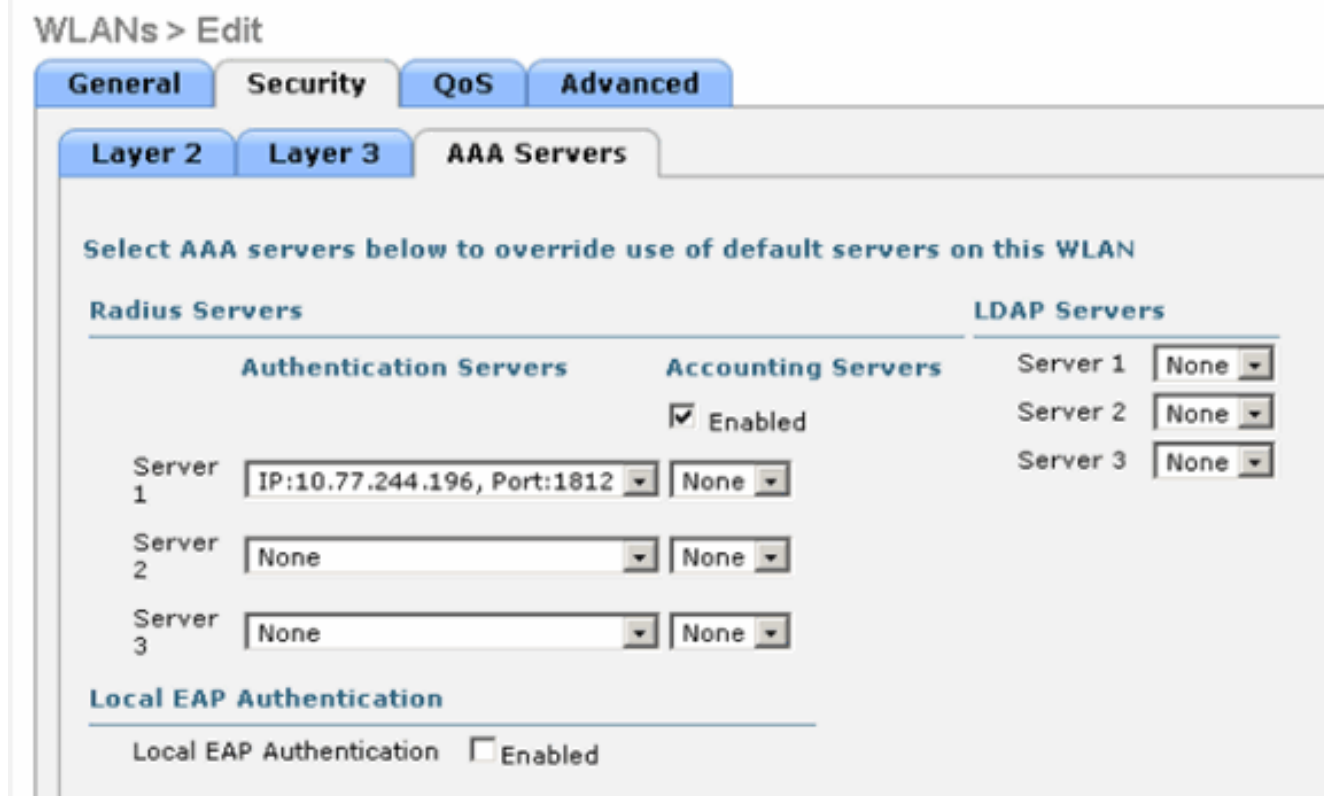 WLANs > Edit
General Security QoS Advanced
Layer 2 Layer 3 AAA Servers
Select AAA servers below to override use of default servers on this WLAN
Radius Servers LDAP Servers
Authentication Servers Accounting Servers Server 1 None
Enabled Server 2 None
Server 1 IP:10.77.244.196, Port:1812 None Server 3 None
Server 2 None None
Server 3 None None
Local EAP Authentication
Local EAP Authentication Enabled